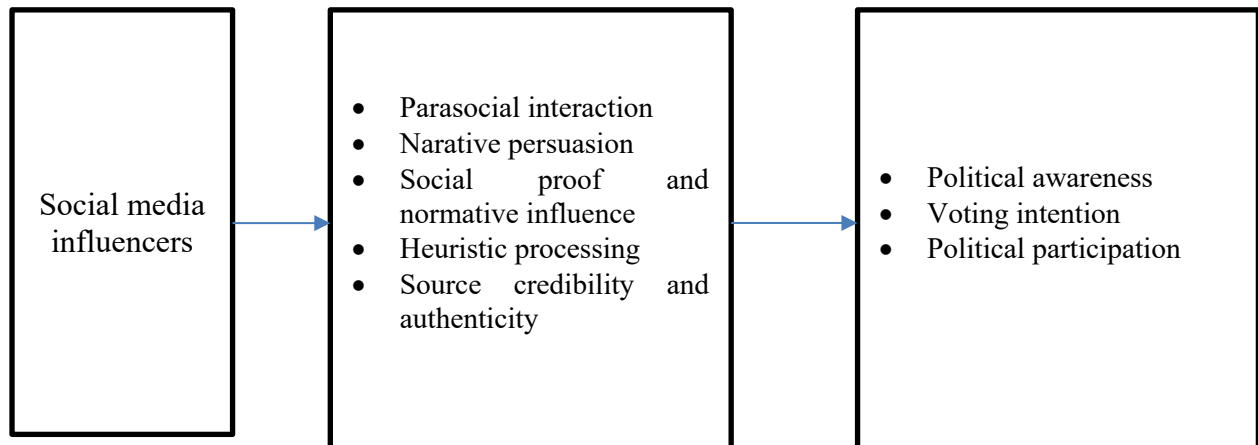 Social media
influencers
• Parasocial interaction
• Narative persuasion
• Social proof and
normative influence
• Heuristic processing
• Source credibility and
authenticity
• Political awareness
• Voting intention
• Political participation